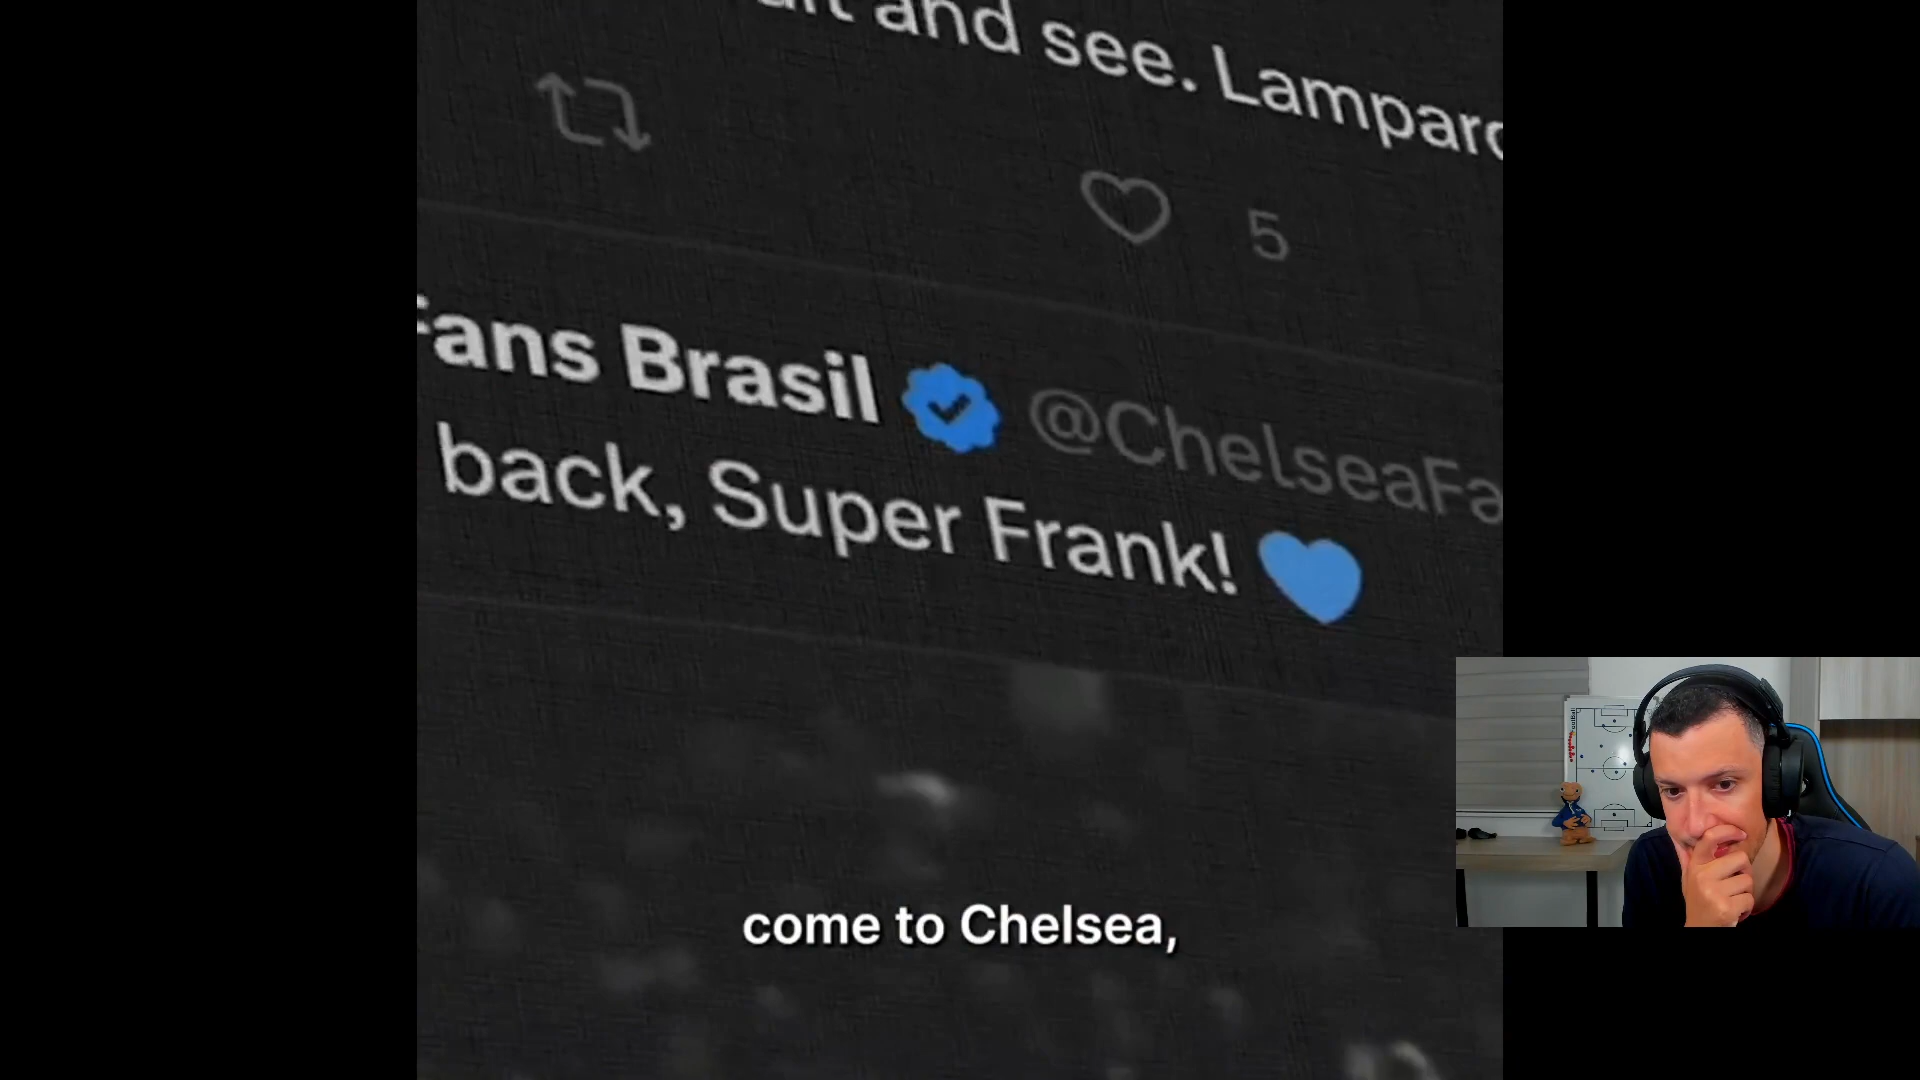 and see. Lampard
5
Fans Brasil @ChelseaFa
back, Super Frank!
come to Chelsea,